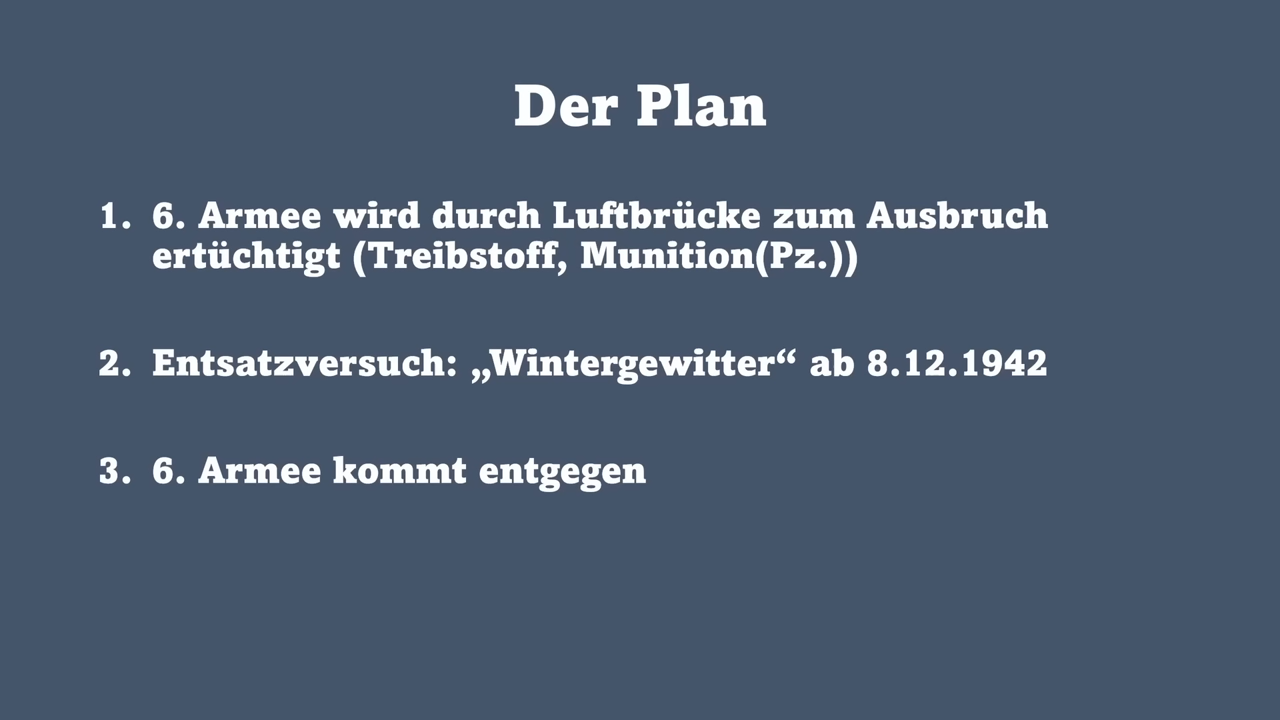 Der Plan
1. 6. Armee wird durch Luftbrücke zum Ausbruch
ertüchtigt (Treibstoff, Munition(Pz.))
2. Entsatzversuch: „Wintergewitter“ ab 8.12.1942
3. 6. Armee kommt entgegen